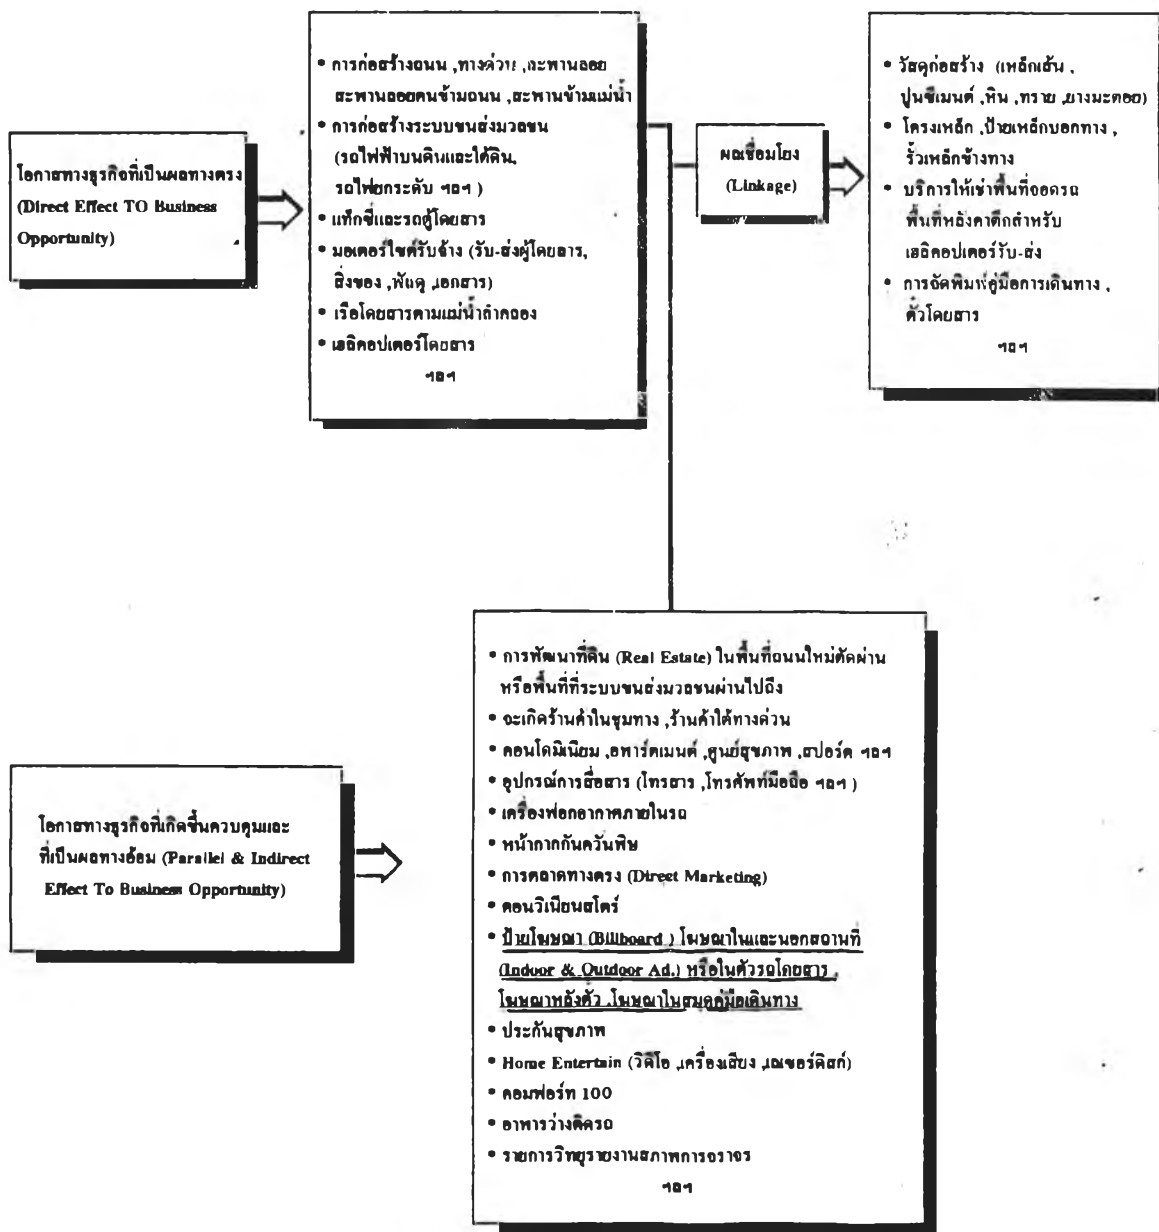 โอกาสทางธุรกิจที่เป็นผลทางตรง
(Direct Effect TO Business
Opportunity)
• การก่อสร้างถนน ,ทางด่วน ,สะพานลอย
สะพานลอยคนข้ามถนน ,สะพานข้ามแม่น้ำ
• การก่อสร้างระบบขนส่งมวลชน
(รถไฟฟ้าบนดินและใต้ดิน,
รถไฟยกระดับ ฯลฯ )
• แท็กซี่และรถตู้โดยสาร
• มอเตอร์ไซค์รับจ้าง (รับ-ส่งผู้โดยสาร,
สิ่งของ ,พัสดุ ,เอกสาร)
• เรือโดยสารตามแม่น้ำลำคลอง
• เฮลิคอปเตอร์โดยสาร
ฯลฯ
ผลเชื่อมโยง
(Linkage)
• วัสดุก่อสร้าง (เหล็กเส้น ,
ปูนซีเมนต์ ,หิน ,ทราย ,ยางมะตอย)
• โครงเหล็ก ,ป้ายเหล็กบอกทาง ,
รั้วเหล็กข้างทาง
• บริการให้เช่าพื้นที่จอดรถ
พื้นที่หลังคาตึกสำหรับ
เฮลิคอปเตอร์รับ-ส่ง
• การจัดพิมพ์คู่มือการเดินทาง ,
ตั๋วโดยสาร
ฯลฯ
โอกาสทางธุรกิจที่เกิดขึ้นควบคุมและ
ที่เป็นผลทางอ้อม (Parallel & Indirect
Effect To Business Opportunity)
• การพัฒนาที่ดิน (Real Estate) ในพื้นที่ถนนใหม่ตัดผ่าน
หรือพื้นที่ที่ระบบขนส่งมวลชนผ่านไปถึง
• จะเกิดร้านค้าในชุมทาง ,ร้านค้าใต้ทางด่วน
• คอนโดมิเนียม ,อพาร์ตเมนต์ ,ศูนย์สุขภาพ ,สปอร์ต ฯลฯ
• อุปกรณ์การสื่อสาร (โทรสาร ,โทรศัพท์มือถือ ฯลฯ )
• เครื่องฟอกอากาศภายในรถ
• หน้ากากกันควันพิษ
• การตลาดทางตรง (Direct Marketing)
• คอนวิเนียนสโตร์
• ป้ายโฆษณา (Billboard ) โฆษณาในและนอกสถานที่
(Indoor & Outdoor Ad.) หรือในตัวรถโดยสาร ,
โฆษณาหลังตั๋ว ,โฆษณาในสมุดคู่มือเดินทาง
• ประกันสุขภาพ
• Home Entertain (วิดีโอ ,เครื่องเสียง ,เลเซอร์ดิสก์)
• คอมฟอร์ท 100
• อาหารว่างติดรถ
• รายการวิทยุรายงานสภาพการจราจร
ฯลฯ